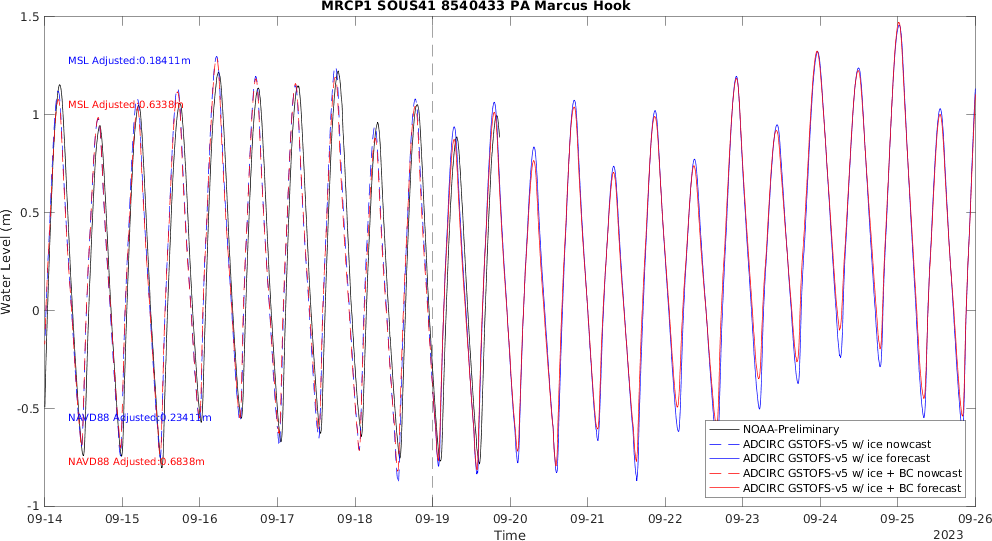 MRCP1 SOUS41 8540433 PA Marcus Hook
1.5
1
0.5
0
-0.5
-1
Water Level (m)
MSL Adjusted:0.18411m
MSL Adjusted:0.6338m
NAVD88 Adjusted:0.23411m
NAVD88 Adjusted:0.6838m
NOAA-Preliminary
ADCIRC GSTOFS-v5 w/ ice nowcast
ADCIRC GSTOFS-v5 w/ ice forecast
ADCIRC GSTOFS-v5 w/ ice + BC nowcast
ADCIRC GSTOFS-v5 w/ ice + BC forecast
09-14 09-15 09-16 09-17 09-18 09-19 09-20 09-21 09-22 09-23 09-24 09-25 09-26
Time
2023